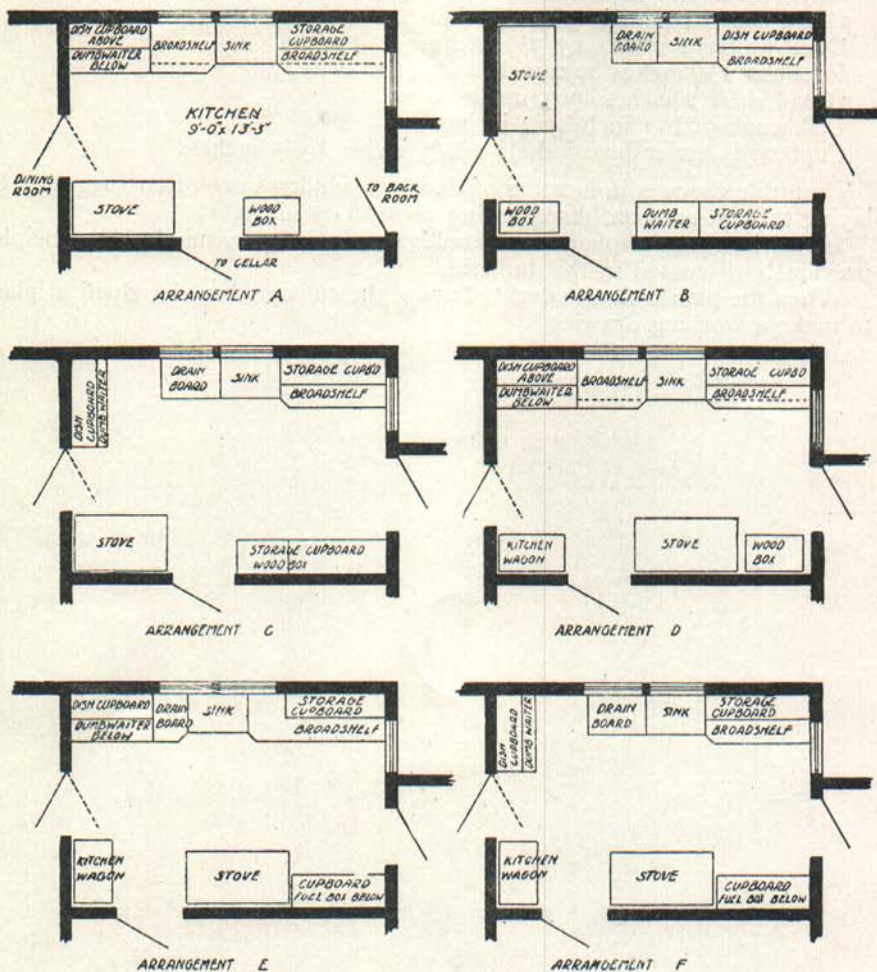 DISH CUPBOARD
ABOVE
DUMBWAITER
BELOW
BROADSHELF
SINK
STORAGE
CUPBOARD
BROADSHELF
KITCHEN
9'-0" x 13'-3"
DINING
ROOM
STOVE
WOOD
BOX
TO BACK
ROOM
TO CELLAR
ARRANGEMENT A
STOVE
DRAIN
BOARD
SINK
DISH CUPBOARD
BROADSHELF
WOOD
BOX
DUMB
WAITER
STORAGE
CUPBOARD
ARRANGEMENT B
DISH
CUPBOARD
DUMB WAITER
DRAIN
BOARD
SINK
STORAGE CUPBD
BROADSHELF
STOVE
STORAGE CUPBOARD
WOOD BOX
ARRANGEMENT C
DISH CUPBOARD
ABOVE
DUMBWAITER
BELOW
BROADSHELF
SINK
STORAGE CUPBD
BROADSHELF
KITCHEN
WAGON
STOVE
WOOD
BOX
ARRANGEMENT D
DISH CUPBOARD
DUMBWAITER
BELOW
DRAIN
BOARD
SINK
STORAGE
CUPBOARD
BROADSHELF
KITCHEN
WAGON
STOVE
CUPBOARD
FUEL BOX BELOW
ARRANGEMENT E
DISH
CUPBOARD
DUMB WAITER
DRAIN
BOARD
SINK
STORAGE
CUPBOARD
BROADSHELF
KITCHEN
WAGON
STOVE
CUPBOARD
FUEL BOX BELOW
ARRANGEMENT F